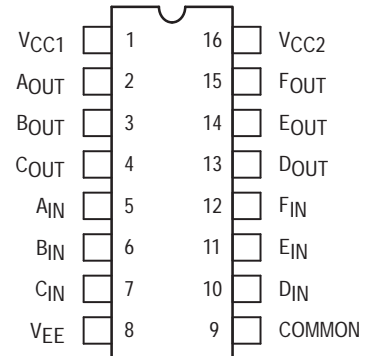 VCC1 1 16 VCC2
AOUT 2 15 FOUT
BOUT 3 14 EOUT
COUT 4 13 DOUT
AIN 5 12 FIN
BIN 6 11 EIN
CIN 7 10 DIN
VEE 8 9 COMMON